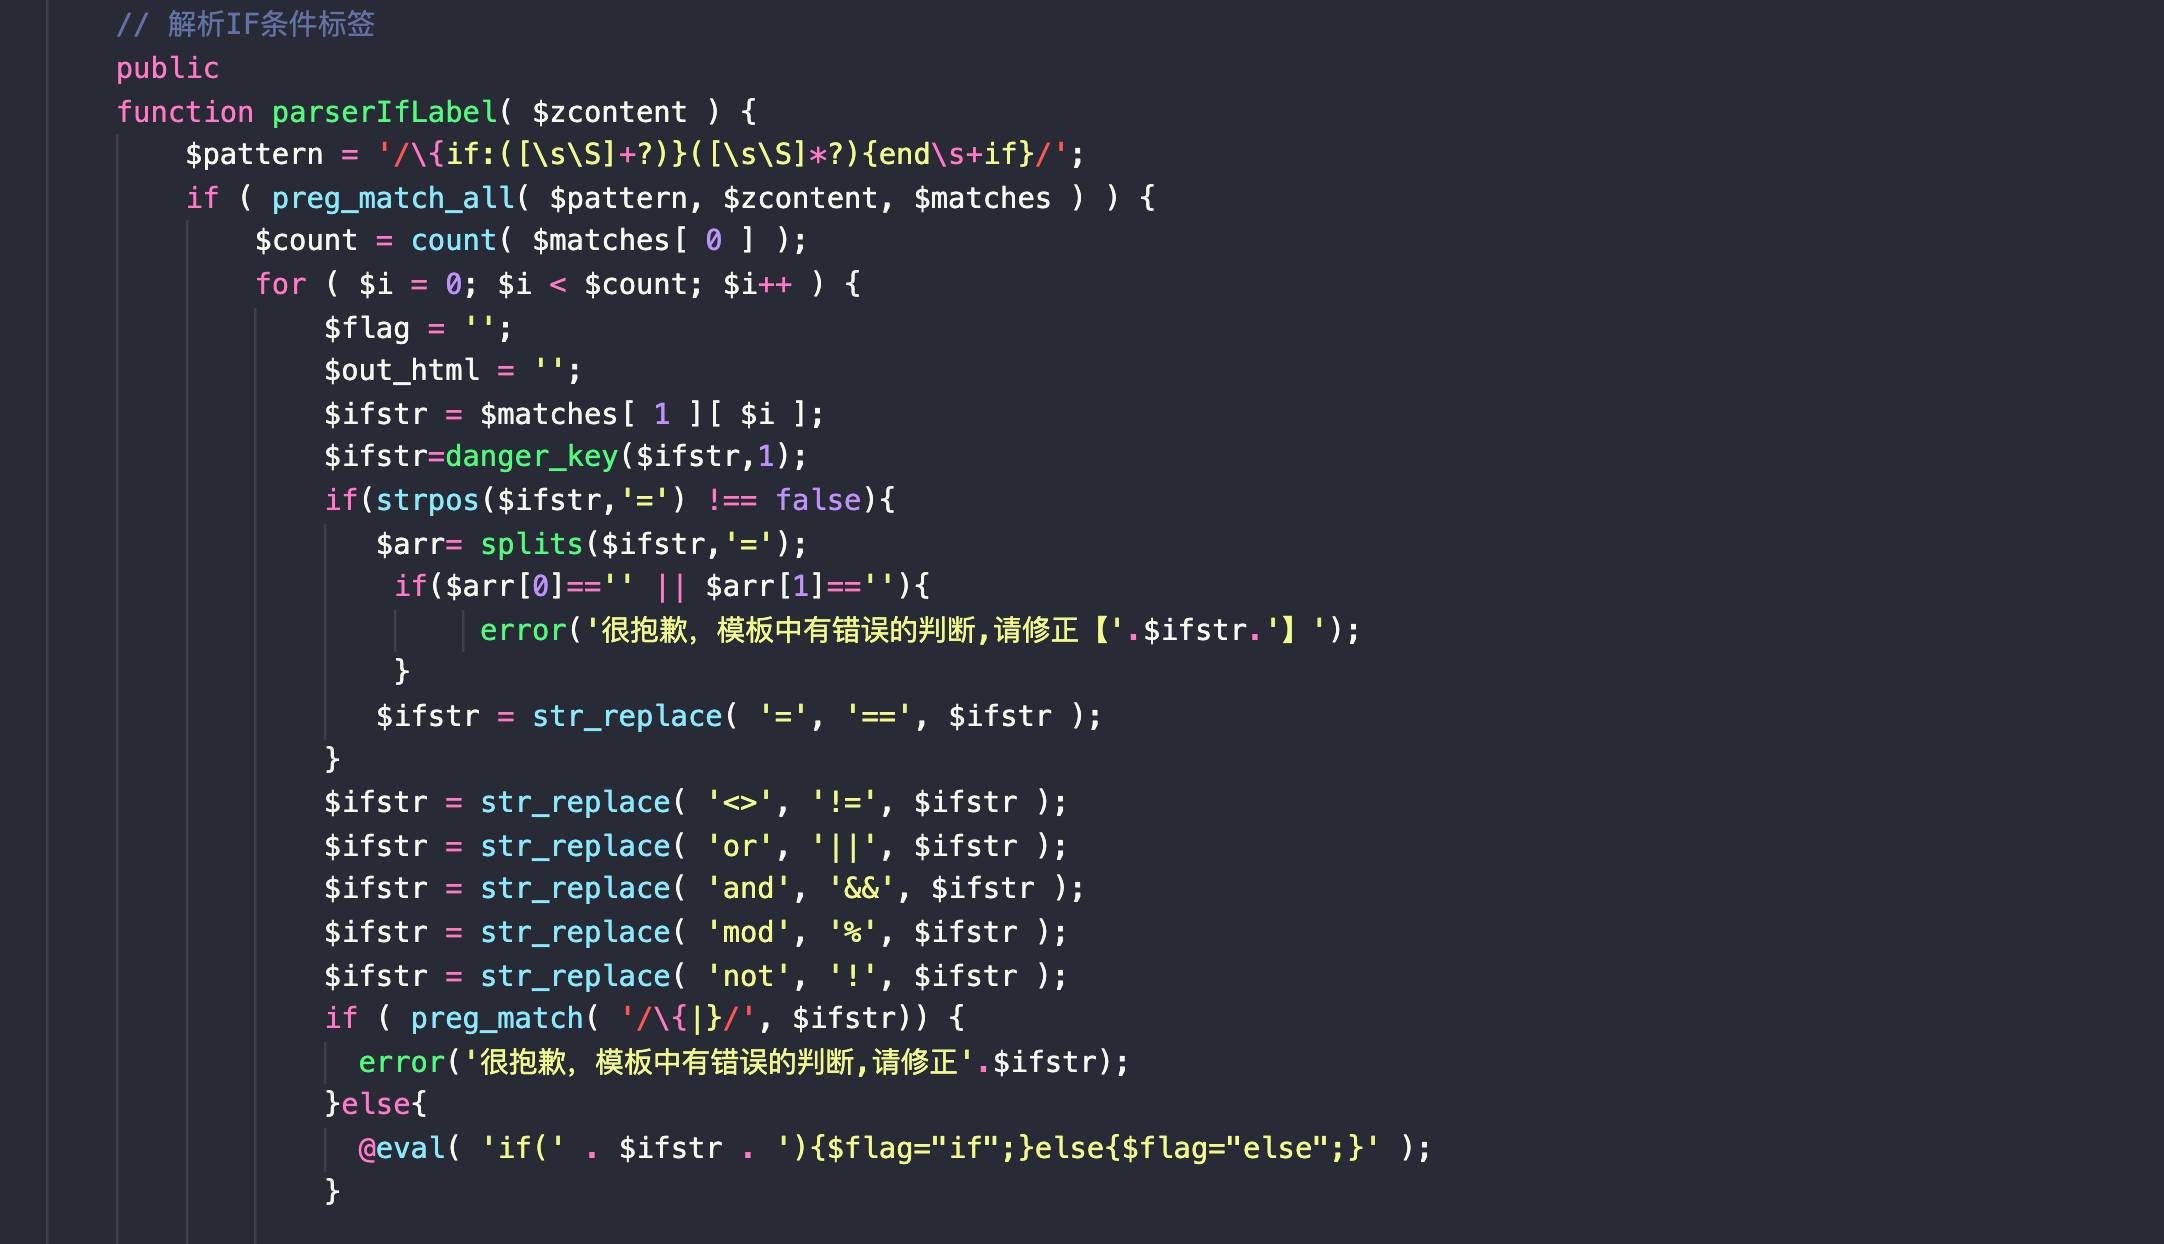 // 解析IF条件标签
public
function parserIfLabel( $zcontent ) {
$pattern = '/\{if:([\s\S]+?)}([\s\S]*?){end\s+if}/';
if ( preg_match_all( $pattern, $zcontent, $matches ) ) {
$count = count( $matches[ 0 ] );
for ( $i = 0; $i < $count; $i++ ) {
$flag = '';
$out_html = '';
$ifstr = $matches[ 1 ][ $i ];
$ifstr=danger_key($ifstr,1);
if(strpos($ifstr,'=') !== false){
$arr= splits($ifstr,'=');
if($arr[0]=='' || $arr[1]==''){
error('很抱歉，模板中有错误的判断,请修正【'.$ifstr.'】');
}
$ifstr = str_replace( '=', '==', $ifstr );
}
$ifstr = str_replace( '<>', '!=', $ifstr );
$ifstr = str_replace( 'or', '||', $ifstr );
$ifstr = str_replace( 'and', '&&', $ifstr );
$ifstr = str_replace( 'mod', '%', $ifstr );
$ifstr = str_replace( 'not', '!', $ifstr );
if ( preg_match( '/\{|}/', $ifstr)) {
error('很抱歉，模板中有错误的判断,请修正'.$ifstr);
}else{
@eval( 'if(' . $ifstr . '){$flag="if";}else{$flag="else";}' );
}